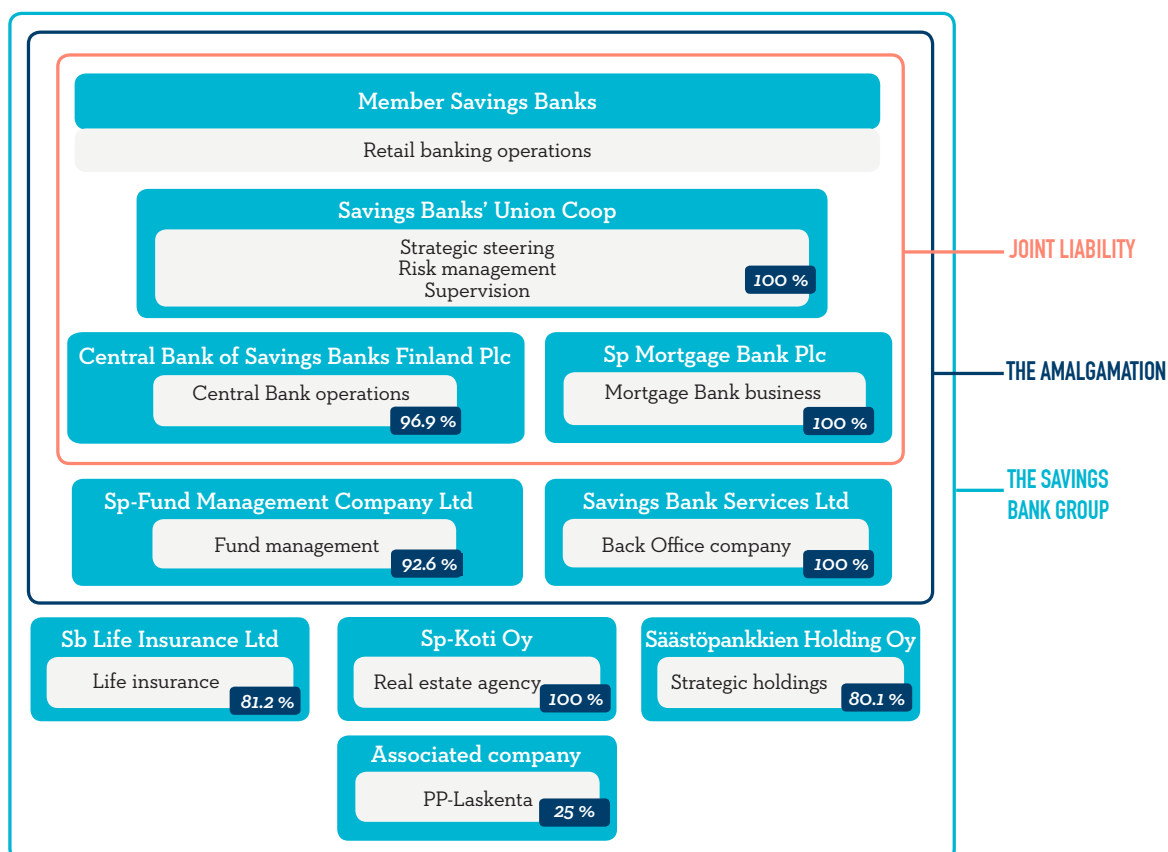 Member Savings Banks
Retail banking operations
Savings Banks’ Union Coop
Strategic steering
Risk management
Supervision
100 %
JOINT LIABILITY
Central Bank of Savings Banks Finland Plc
Central Bank operations
96.9 %
Sp Mortgage Bank Plc
Mortgage Bank business
100 %
THE AMALGAMATION
Sp-Fund Management Company Ltd
Fund management
92.6 %
Savings Bank Services Ltd
Back Office company
100 %
THE SAVINGS
BANK GROUP
Sb Life Insurance Ltd
Life insurance
81.2 %
Sp-Koti Oy
Real estate agency
100 %
Säästöpankkien Holding Oy
Strategic holdings
80.1 %
Associated company
PP-Laskenta
25 %